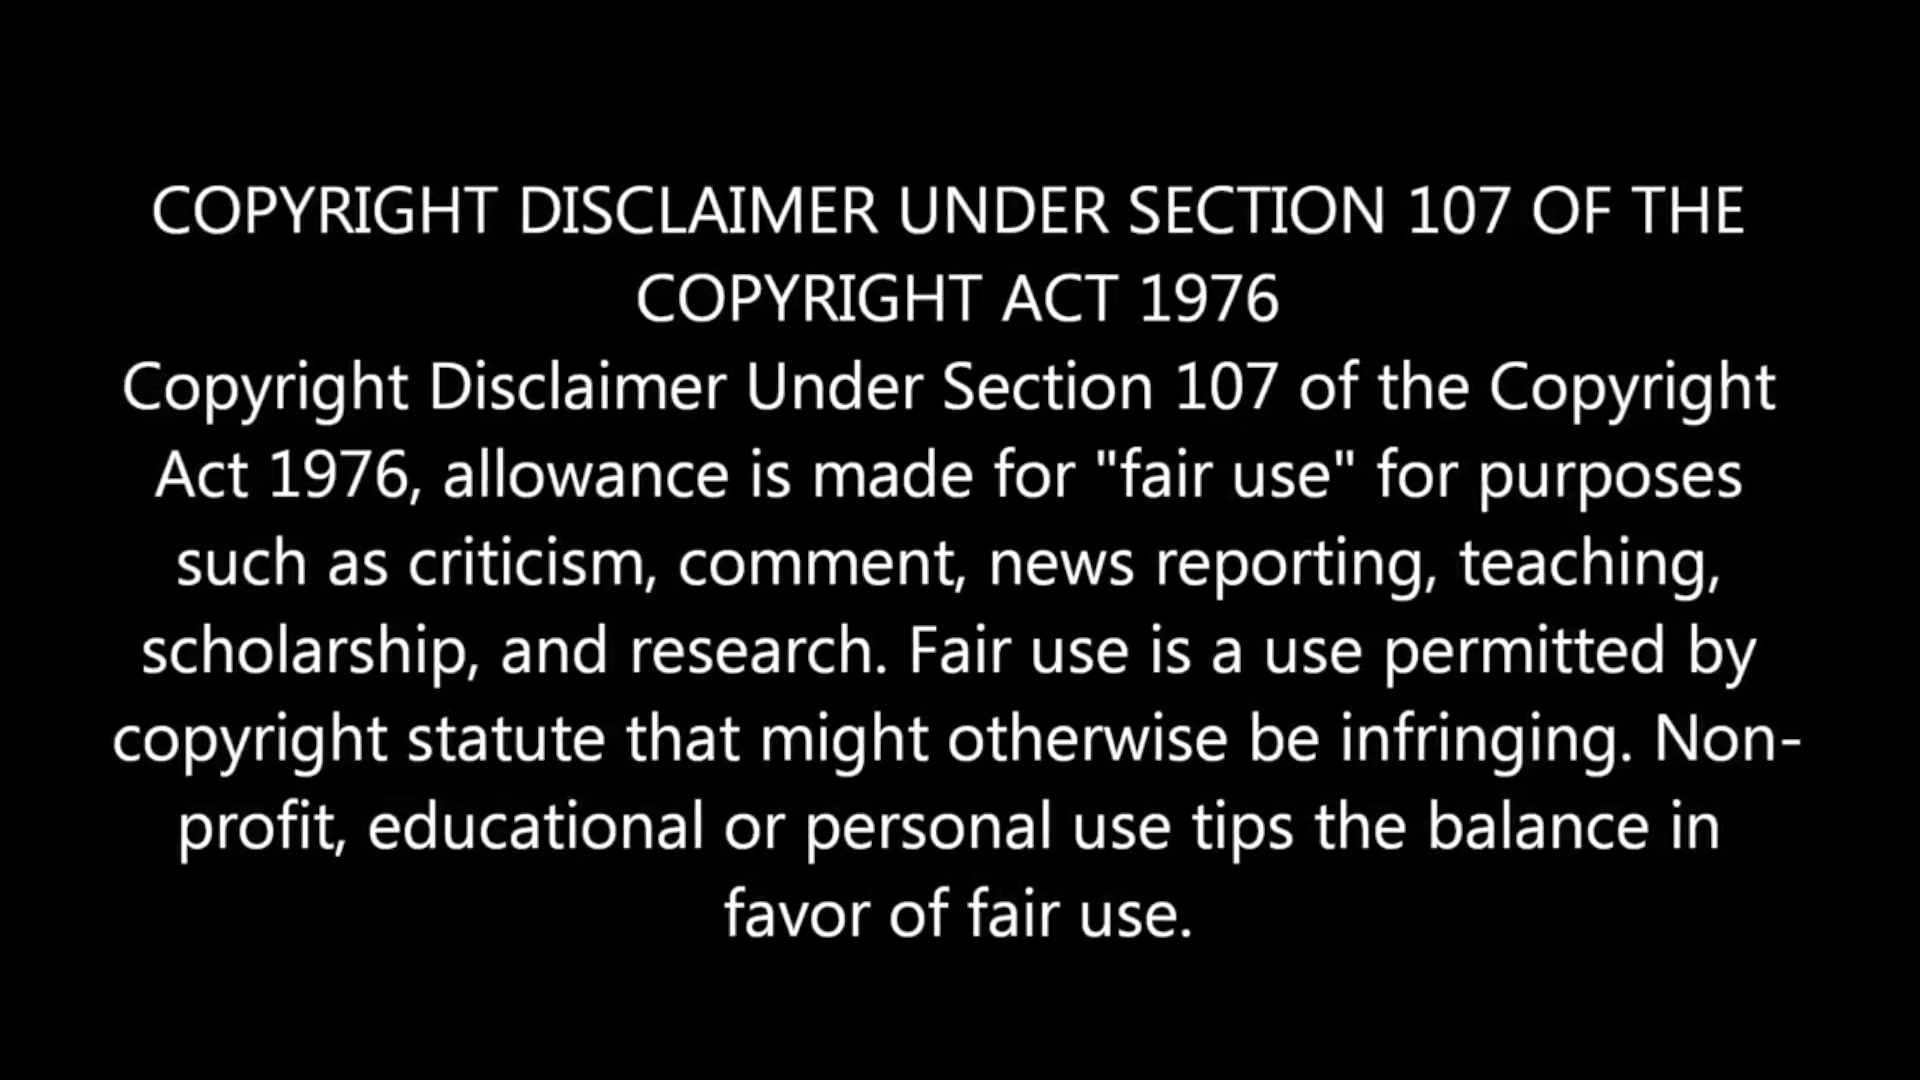 COPYRIGHT DISCLAIMER UNDER SECTION 107 OF THE
COPYRIGHT ACT 1976
Copyright Disclaimer Under Section 107 of the Copyright
Act 1976, allowance is made for "fair use" for purposes
such as criticism, comment, news reporting, teaching,
scholarship, and research. Fair use is a use permitted by
copyright statute that might otherwise be infringing. Non-
profit, educational or personal use tips the balance in
favor of fair use.